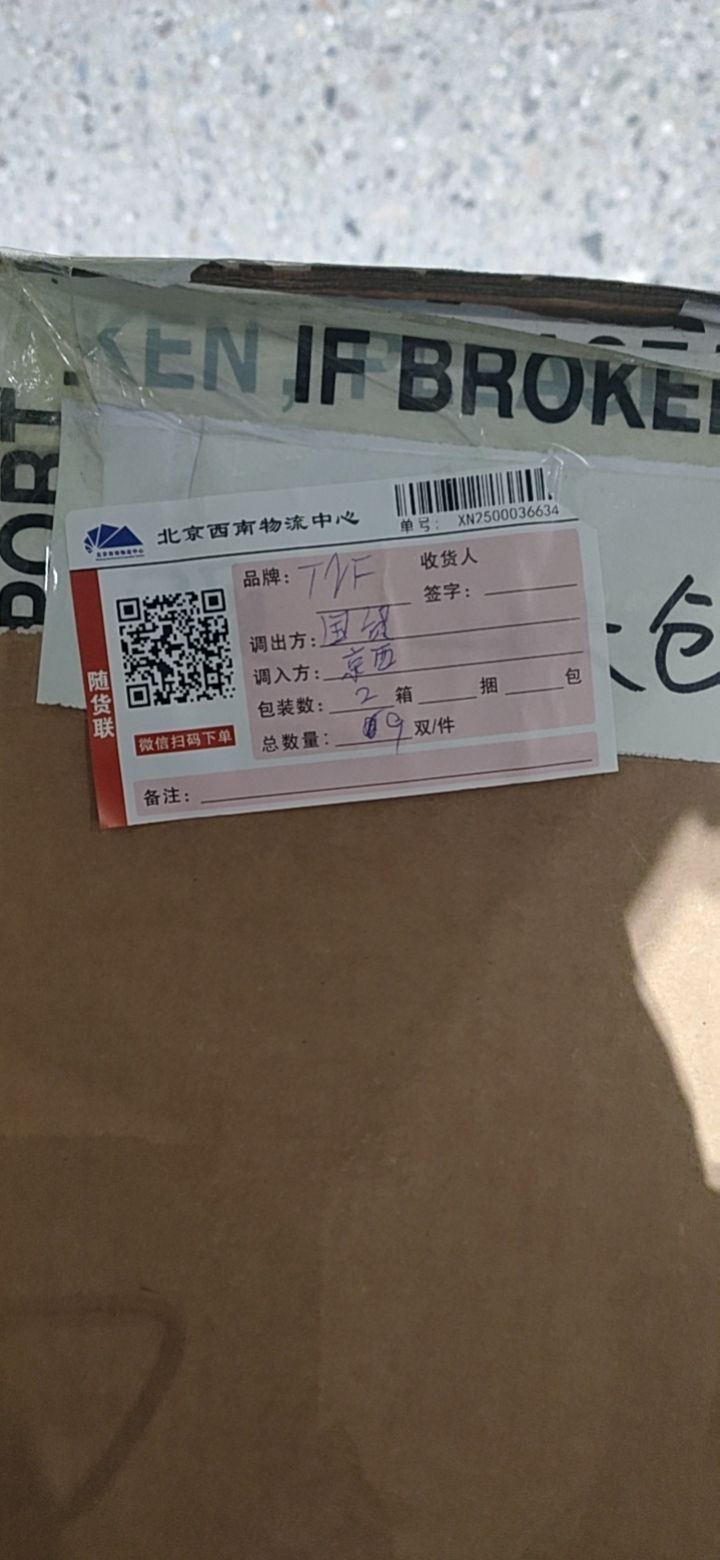 KEN, IF BROKE
PORT
北京西南物流中心
单号: XN2500036634
品牌: TNF 收货人
签字:
调出方: 国贸
调入方: 京西
包装数: 2 箱 捆 包
总数量: 9 双/件
随货联
微信扫码下单
备注:
仓